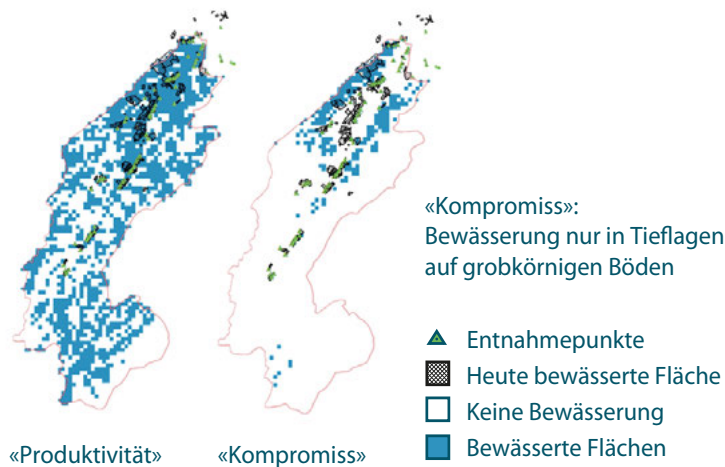 «Kompromiss»:
Bewässerung nur in Tieflagen
auf grobkörnigen Böden
Entnahmepunkte
Heute bewässerte Fläche
Keine Bewässerung
Bewässerte Flächen
«Produktivität»
«Kompromiss»